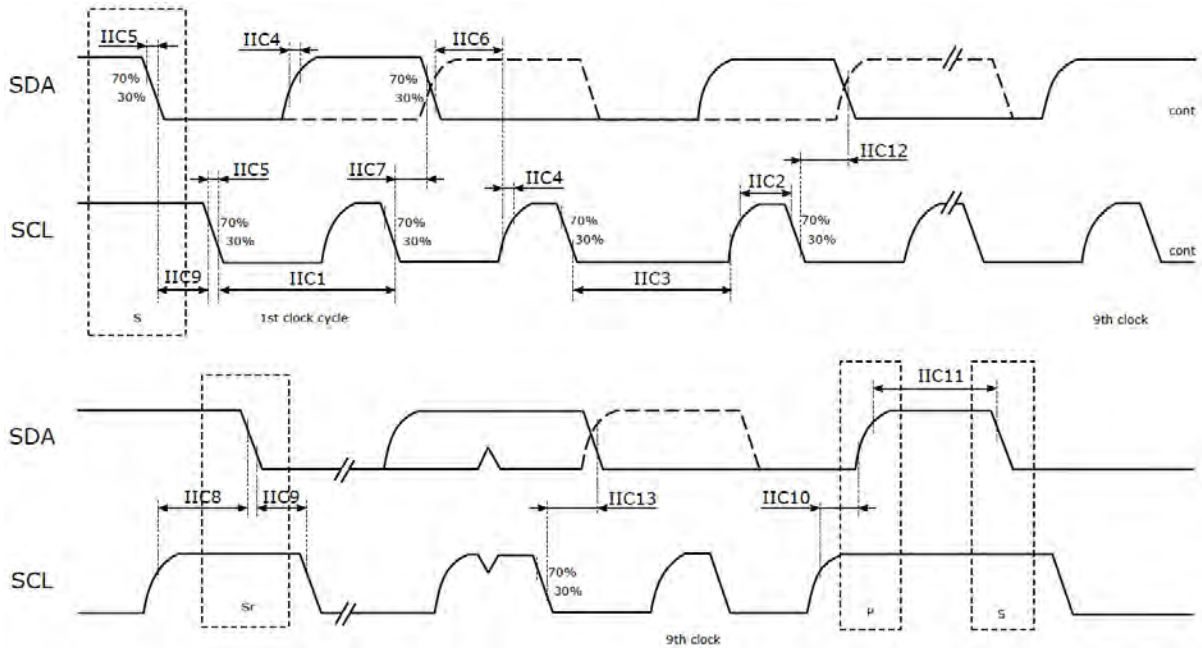 IIC5 IIC4 IIC6
SDA 70% 70%
30% 30%
cont
IIC5 IIC7 IIC4 IIC2 IIC12
SCL 70% 70% 70% 70%
30% 30% 30% 30%
cont
IIC9 IIC1 IIC3
S 1st clock cycle 9th clock
IIC11
SDA
IIC8 IIC9 IIC13 IIC10
SCL 70%
30%
Sr P S
9th clock